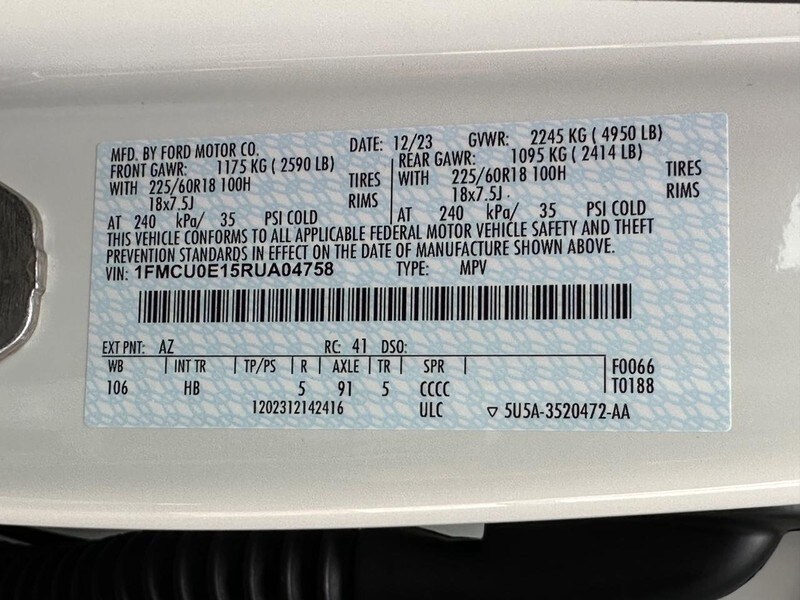 MFD. BY FORD MOTOR CO. DATE: 12/23 GVWR: 2245 KG ( 4950 LB)
FRONT GAWR: 1175 KG ( 2590 LB) REAR GAWR: 1095 KG ( 2414 LB)
WITH 225/60R18 100H TIRES WITH 225/60R18 100H TIRES
18x7.5J RIMS 18x7.5J RIMS
AT 240 kPa/ 35 PSI COLD AT 240 kPa/ 35 PSI COLD
THIS VEHICLE CONFORMS TO ALL APPLICABLE FEDERAL MOTOR VEHICLE SAFETY AND THEFT
PREVENTION STANDARDS IN EFFECT ON THE DATE OF MANUFACTURE SHOWN ABOVE.
VIN: 1FMCU0E15RUA04758 TYPE: MPV
EXT PNT: AZ RC: 41 DSO:
WB INT TR TP/PS R AXLE TR SPR F0066
106 HB 5 91 5 CCCC T0188
1202312142416 ULC ▽ 5U5A-3520472-AA